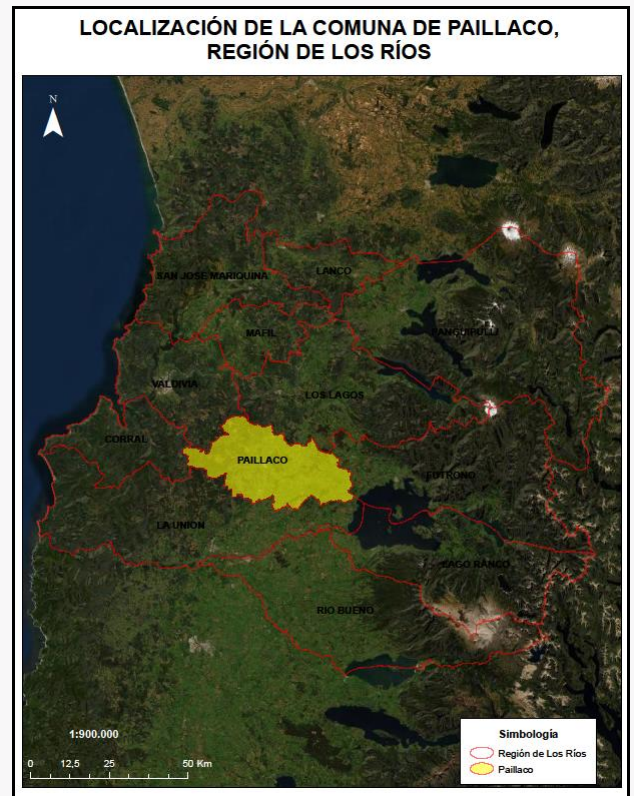 LOCALIZACIÓN DE LA COMUNA DE PAILLACO,
REGIÓN DE LOS RÍOS
N
SAN JOSE MARIQUINA
LANCO
MAFIL
PANGUIPULLI
VALDIVIA
LOS LAGOS
CORRAL
PAILLACO
FUTRONO
LA UNION
LAGO RANCO
RIO BUENO
1:900.000
0 12,5 25 50 Km
Simbología
Región de Los Ríos
Paillaco